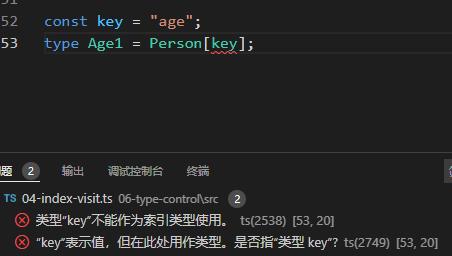 51
52 const key = "age";
53 type Age1 = Person[key];
题 2 输出 调试控制台 终端
TS 04-index-visit.ts 06-type-control\src 2
类型“key”不能作为索引类型使用。 ts(2538) [53, 20]
“key”表示值，但在此处用作类型。是否指“类型 key”? ts(2749) [53, 20]